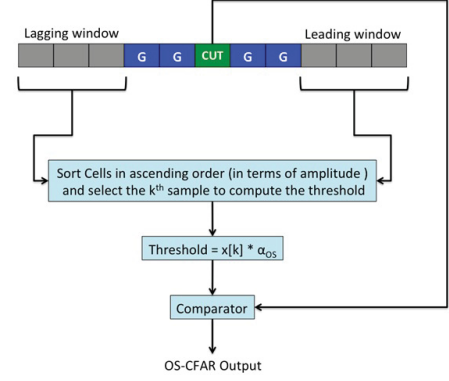 Lagging window
Leading window
G G CUT G G
Sort Cells in ascending order (in terms of amplitude )
and select the kth sample to compute the threshold
Threshold = x[k] * αOS
Comparator
OS-CFAR Output